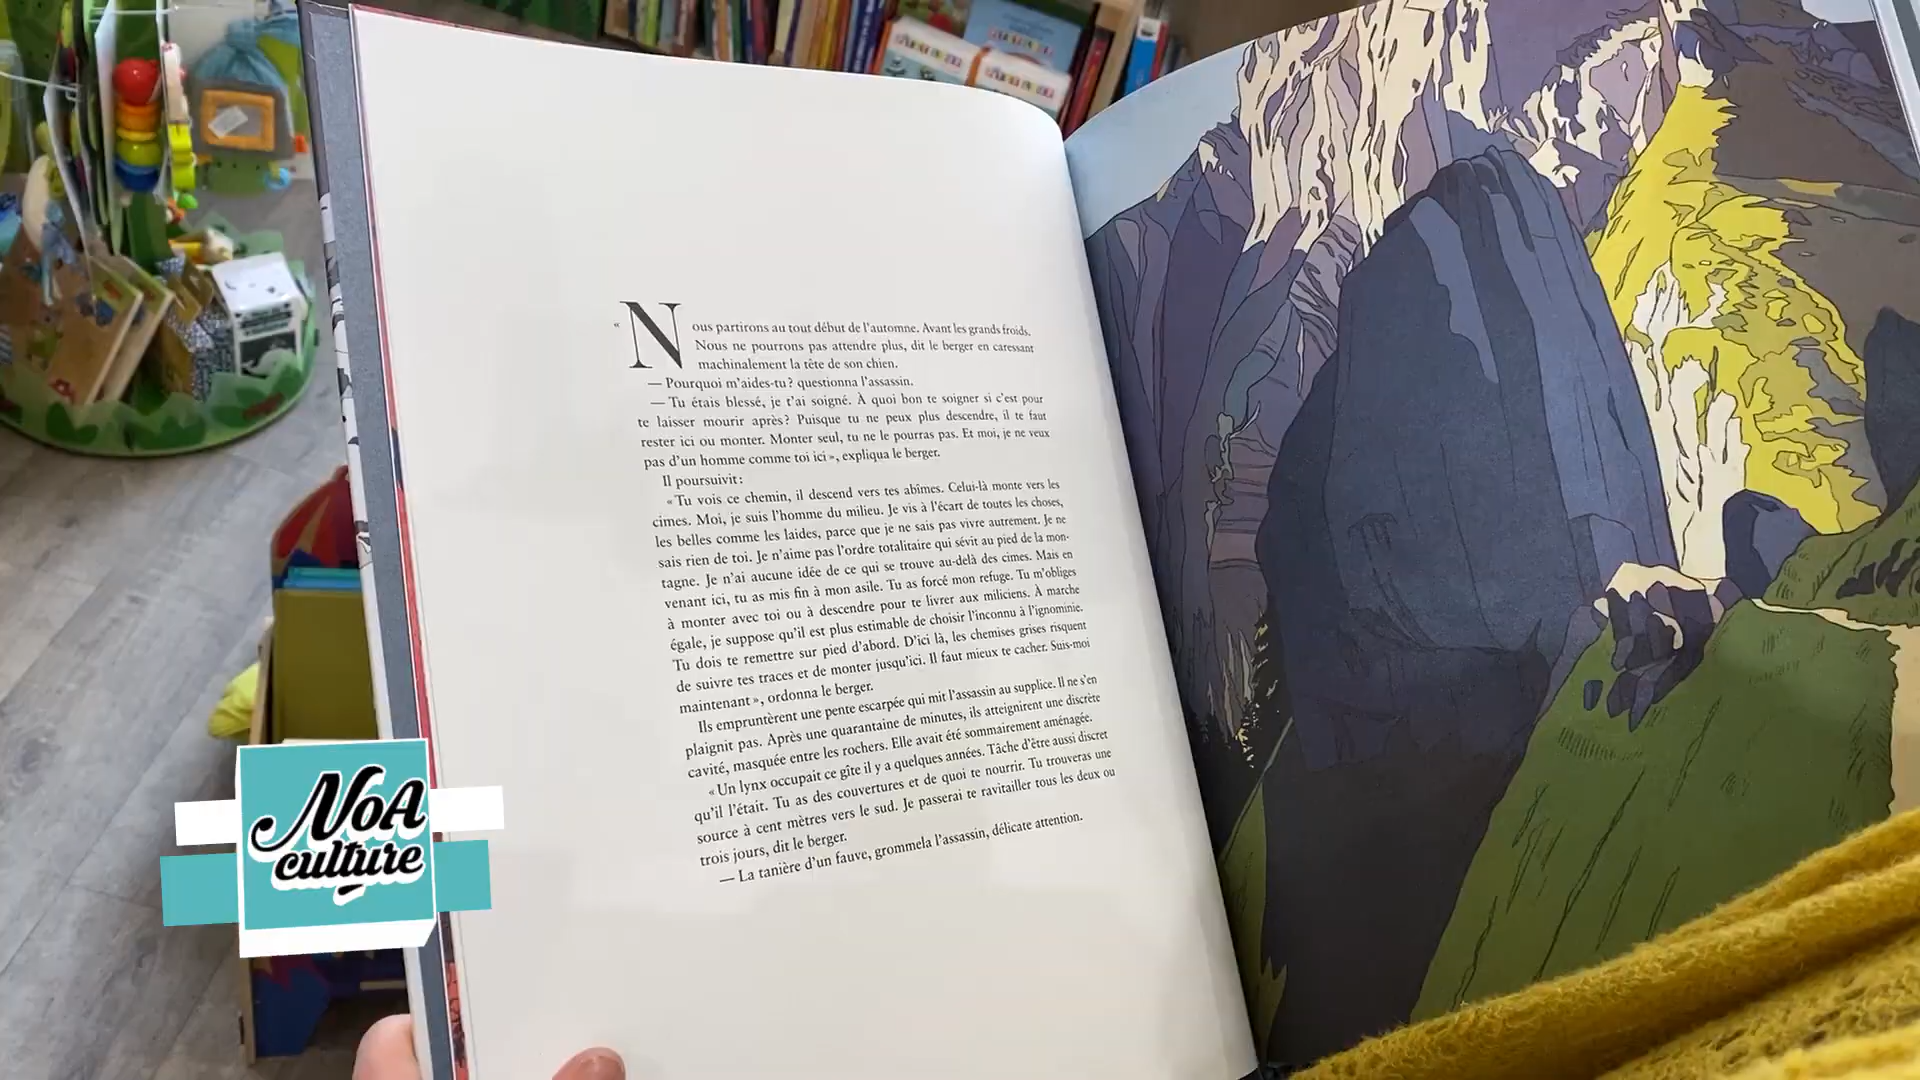 « Nous partirons au tout début de l'automne. Avant les grands froids.
Nous ne pourrons pas attendre plus, dit le berger en caressant
machinalement la tête de son chien.
— Pourquoi m'aides-tu? questionna l'assassin.
— Tu étais blessé, je t'ai soigné. À quoi bon te soigner si c'est pour
te laisser mourir après? Puisque tu ne peux plus descendre, il te faut
rester ici ou monter. Monter seul, tu ne le pourras pas. Et moi, je ne veux
pas d'un homme comme toi ici», expliqua le berger.
Il poursuivit:
«Tu vois ce chemin, il descend vers tes abîmes. Celui-là monte vers les
cimes. Moi, je suis l'homme du milieu. Je vis à l'écart de toutes les choses,
les belles comme les laides, parce que je ne sais pas vivre autrement. Je ne
sais rien de toi. Je n'aime pas l'ordre totalitaire qui sévit au pied de la mon-
tagne. Je n'ai aucune idée de ce qui se trouve au-delà des cimes. Mais en
venant ici, tu as mis fin à mon asile. Tu as forcé mon refuge. Tu m'obliges
à monter avec toi ou à descendre pour te livrer aux miliciens. À marche
égale, je suppose qu'il est plus estimable de choisir l'inconnu à l'ignominie.
Tu dois te remettre sur pied d'abord. D'ici là, les chemises grises risquent
de suivre tes traces et de monter jusqu'ici. Il faut mieux te cacher. Suis-moi
maintenant», ordonna le berger.
Ils empruntèrent une pente escarpée qui mit l'assassin au supplice. Il ne s'en
plaignit pas. Après une quarantaine de minutes, ils atteignirent une discrète
cavité, masquée entre les rochers. Elle avait été sommairement aménagée.
«Un lynx occupait ce gîte il y a quelques années. Tâche d'être aussi discret
qu'il l'était. Tu as des couvertures et de quoi te nourrir. Tu trouveras une
source à cent mètres vers le sud. Je passerai te ravitailler tous les deux ou
trois jours, dit le berger.
— La tanière d'un fauve, grommela l'assassin, délicate attention.
NoA
culture